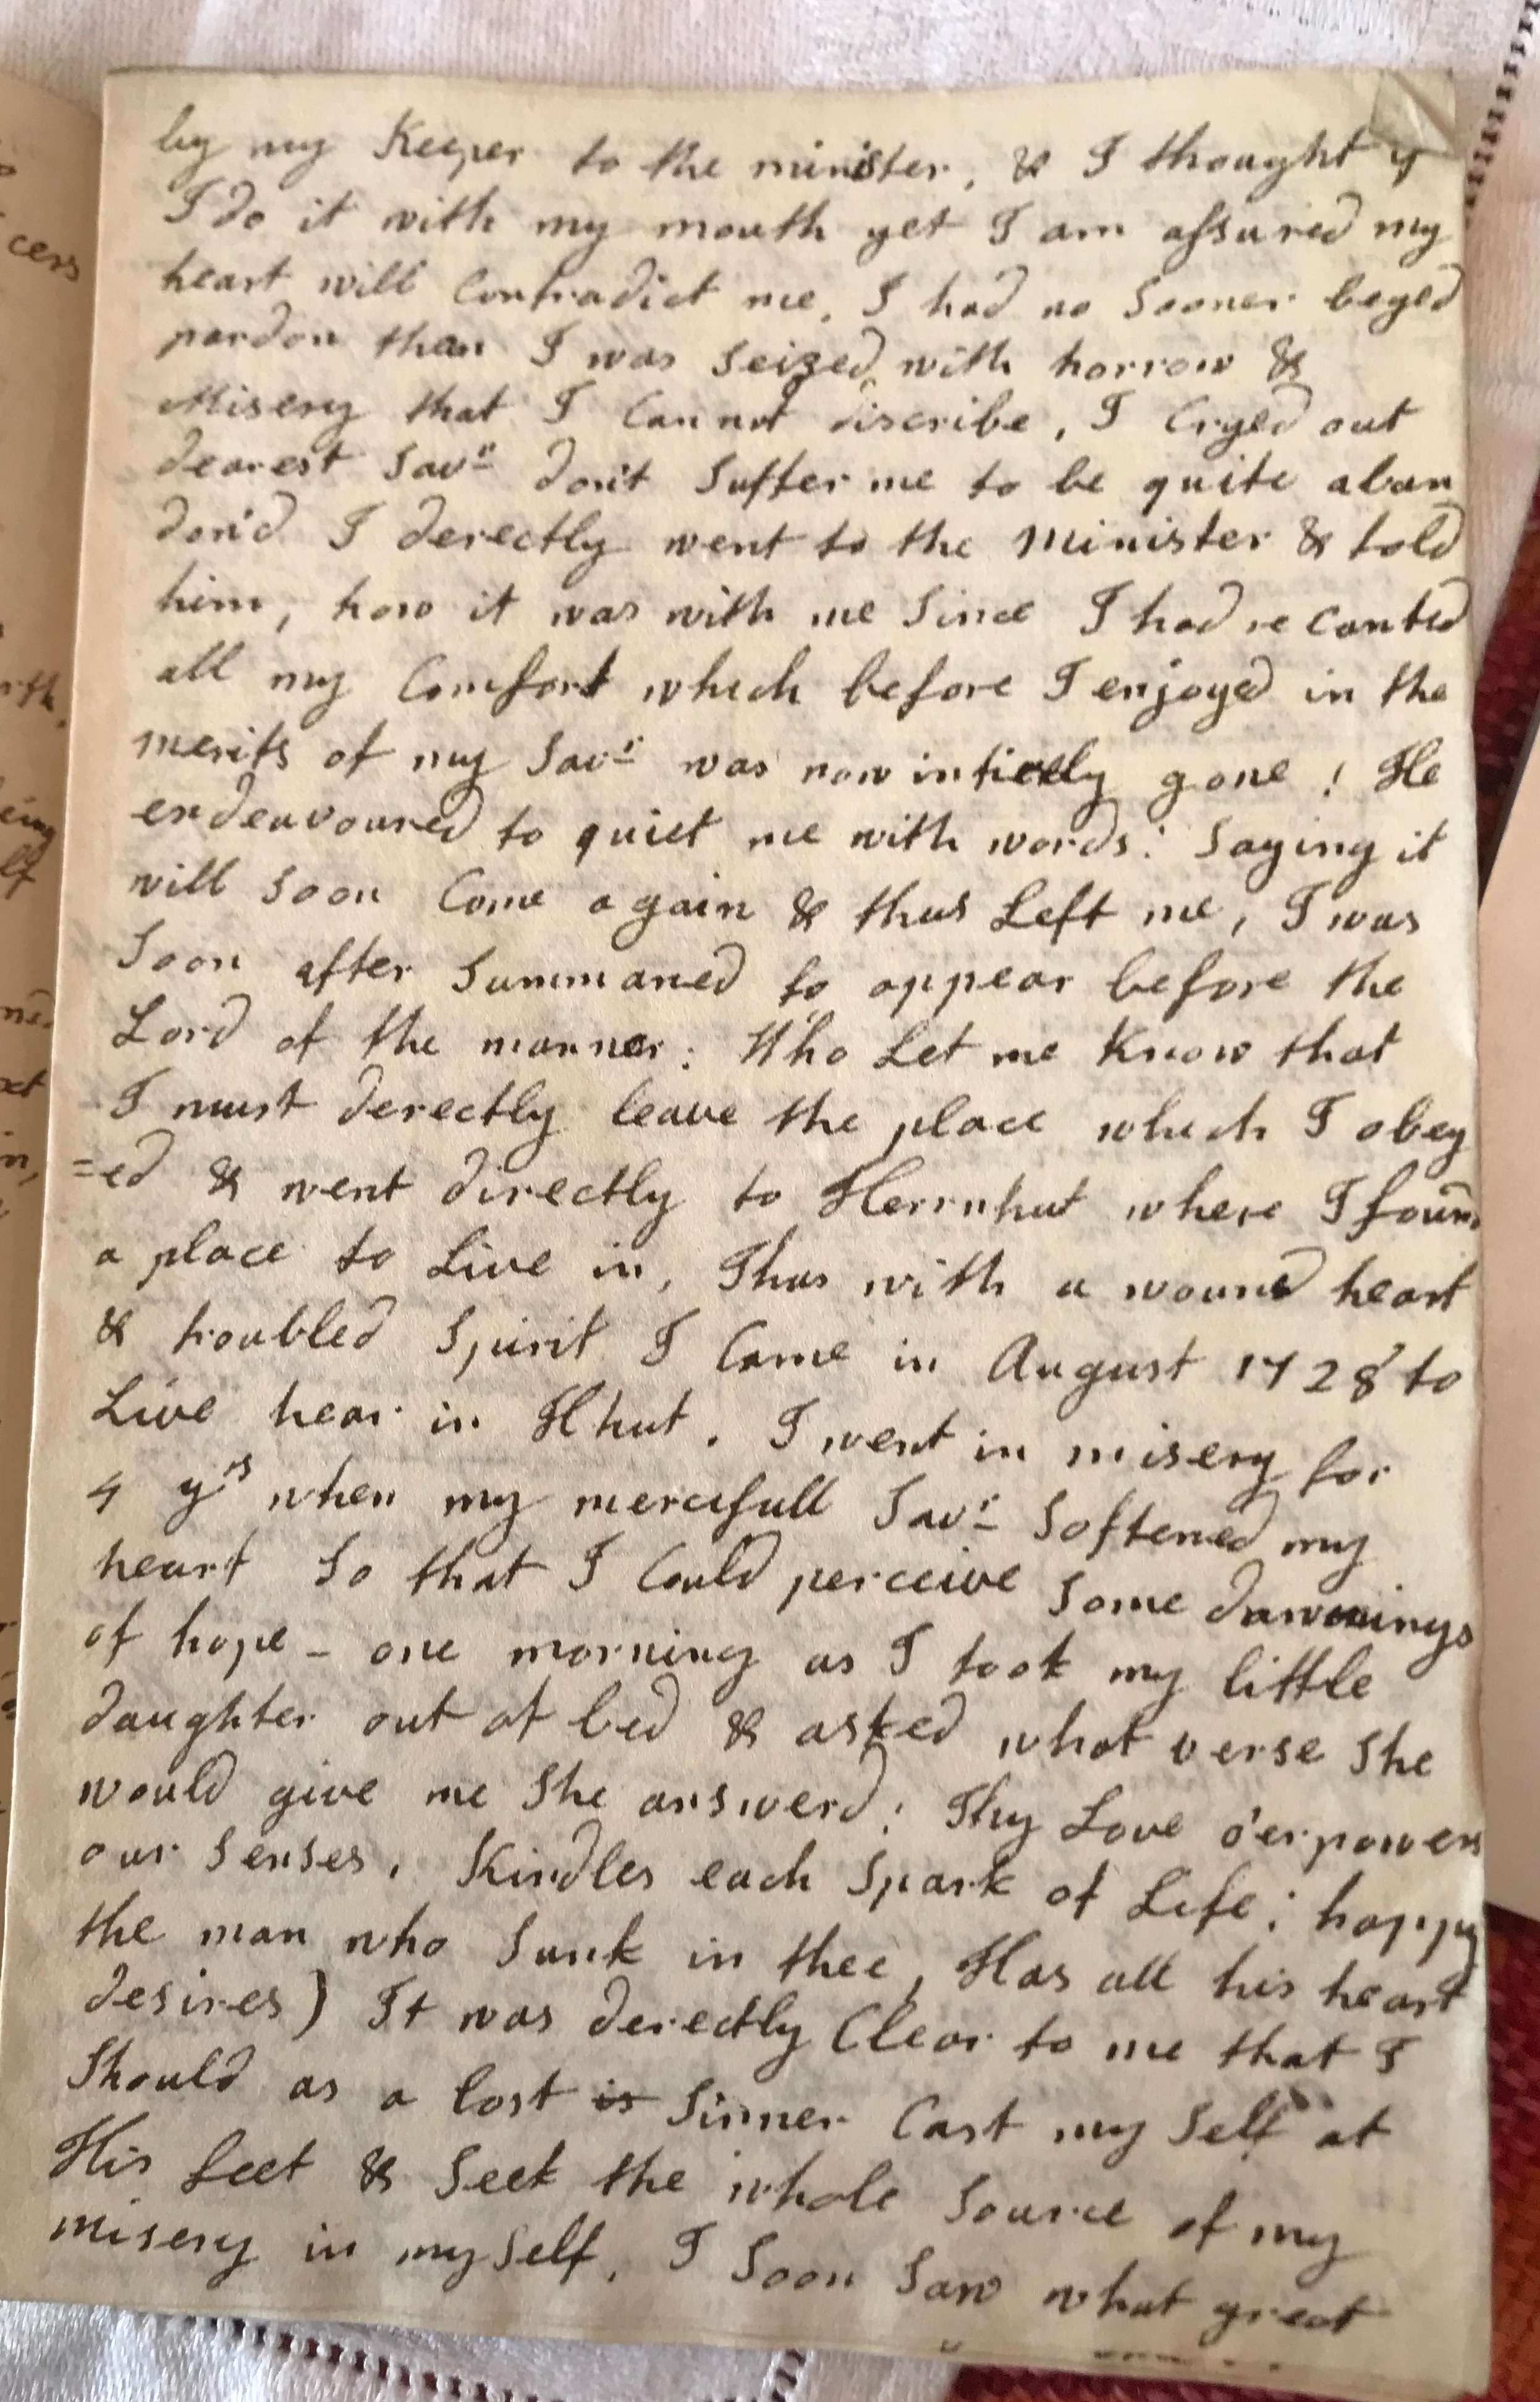 by my Keeper to the minister, & I thought if
I do it with my mouth yet I am assured my
heart will Contradict me, I had no Sooner beged
pardon than I was Seized with horrow &
Misery that I Cannot discribe, I Cryed out
dearest Savr don't Suffer me to be quite aban
don'd I derectly went to the Minister & told
him, how it was with me Since I had recanted
all my Comfort which before I enjoyed in the
merits of my Savr was now intirely gone! He
endeavoured to quiet me with words: Saying it
will Soon Come again & thus Left me, I was
Soon after Summaned to appear before the
Lord of the manner: Who Let me Know that
I must derectly leave the place which I obey
=ed & went directly to Herrnhut where I found
a place to Live in, Thus with a wound heart
& troubled Spirit I Came in August 1728 to
Live hear in Hhut. I went in misery for
4 yrs when my mercifull Savr Softened my
heart So that I Could perceive Some dawnings
of hope - one morning as I took my little
daughter out of bed & asked what verse She
would give me She answerd: Thy Love o'erpowers
our Senses, Kindles each Spark of Life; happy
the man who Sunk in thee, Has all his heart
desires) It was derectly Clear to me that I
Should as a lost is Sinner Cast my Self at
His feet & Seek the whole Source of my
misery in my Self, I Soon Saw what great